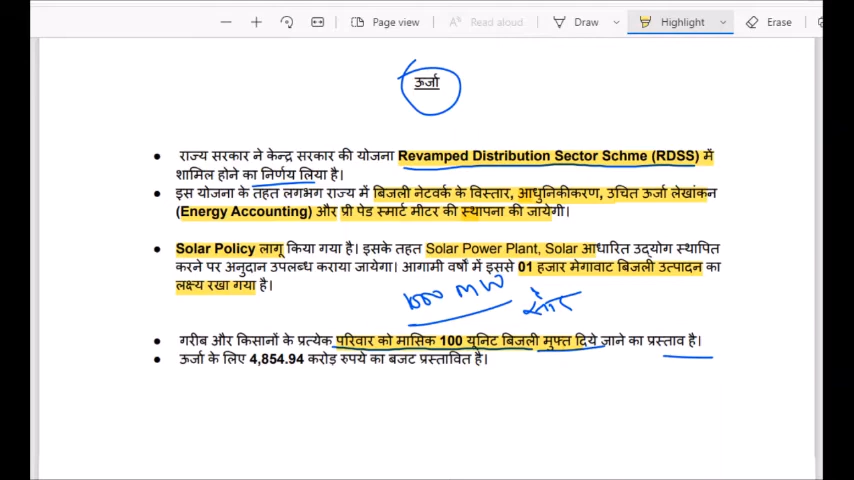 Page view
Read aloud
Draw
Highlight
Erase
ऊर्जा
राज्य सरकार ने केन्द्र सरकार की योजना Revamped Distribution Sector Schme (RDSS) में
शामिल होने का निर्णय लिया है।
इस योजना के तहत लगभग राज्य में बिजली नेटवर्क के विस्तार, आधुनिकीकरण, उचित ऊर्जा लेखांकन
(Energy Accounting) और प्री पेड स्मार्ट मीटर की स्थापना की जायेगी।
Solar Policy लागू किया गया है। इसके तहत Solar Power Plant, Solar आधारित उद्योग स्थापित
करने पर अनुदान उपलब्ध कराया जायेगा। आगामी वर्षों में इससे 01 हजार मेगावाट बिजली उत्पादन का
लक्ष्य रखा गया है।
1000 MW
गरीब और किसानों के प्रत्येक परिवार को मासिक 100 यूनिट बिजली मुफ्त दिये जाने का प्रस्ताव है।
ऊर्जा के लिए 4,854.94 करोड़ रुपये का बजट प्रस्तावित है।